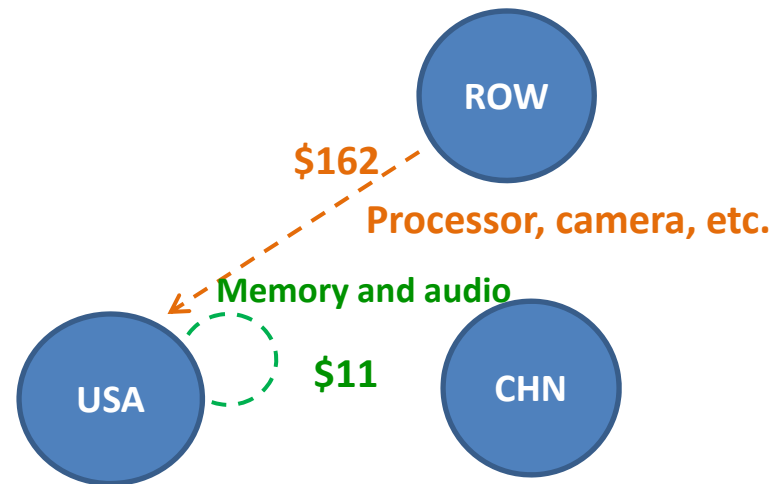 ROW
$162
Processor, camera, etc.
Memory and audio
$11
CHN
USA